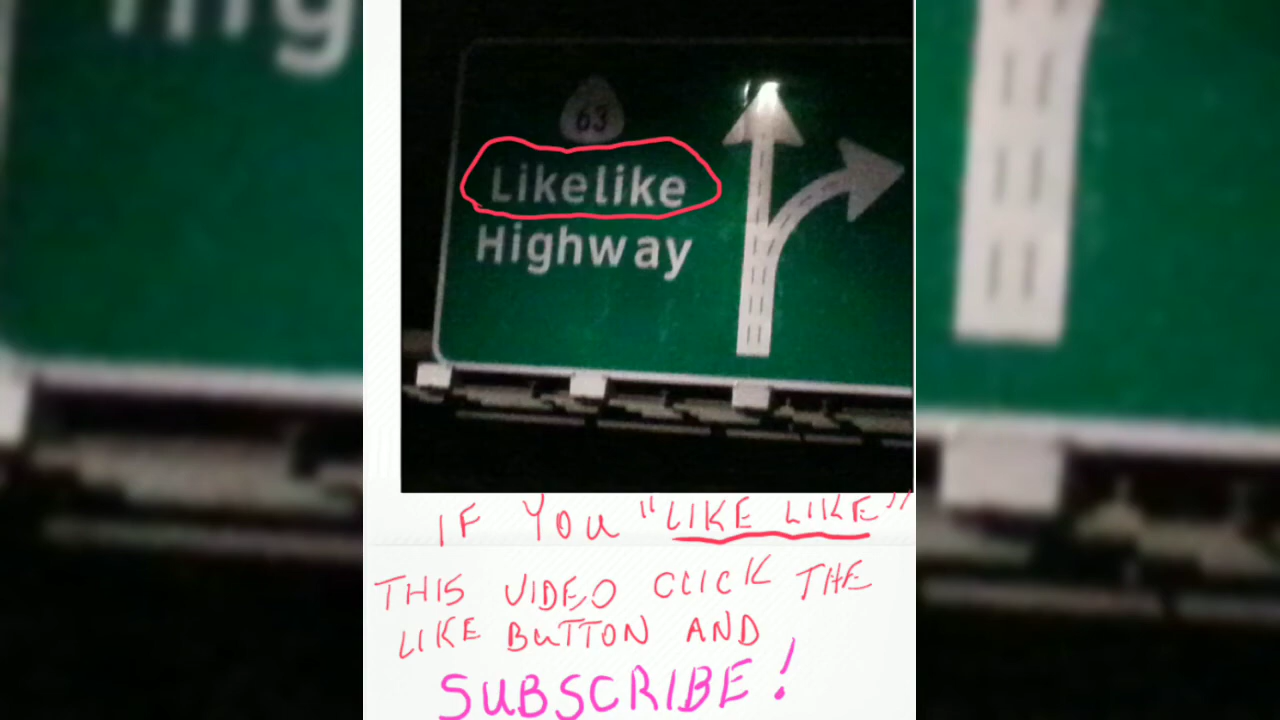 63
Likelike
Highway
IF YOU "LIKE LIKE"
THIS VIDEO CLICK THE
LIKE BUTTON AND
SUBSCRIBE!